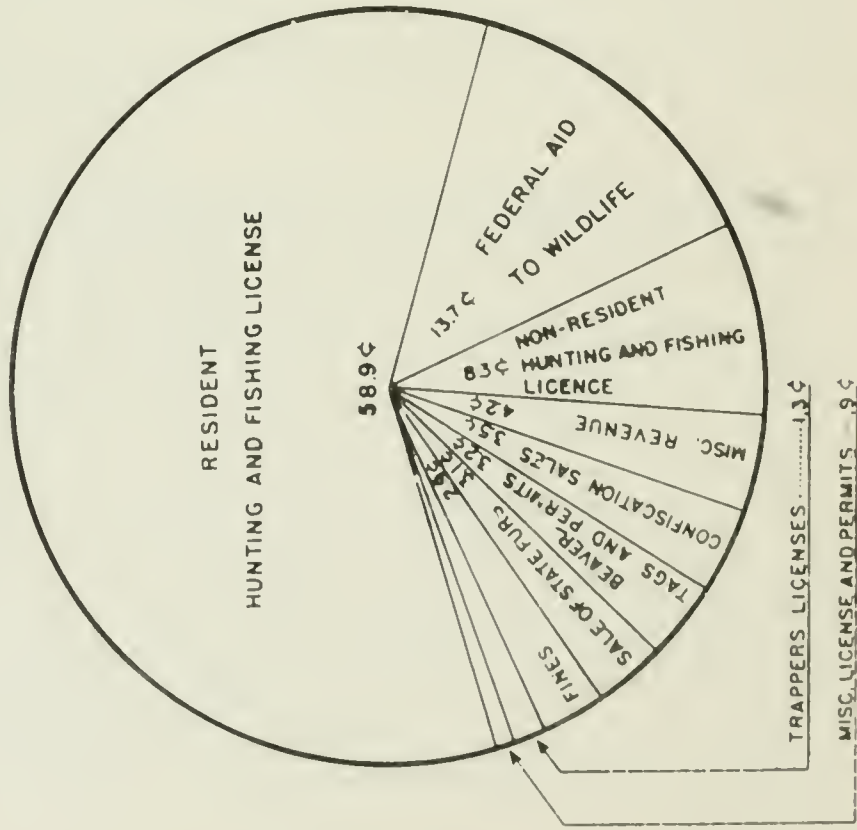 RESIDENT
HUNTING AND FISHING LICENSE
58.9¢
13.7¢ FEDERAL AID
TO WILDLIFE
NON-RESIDENT
8.3¢ HUNTING AND FISHING
LICENCE
4.2¢
MISC. REVENUE
3.5¢
CONFISCATION SALES
3.2¢
BEAVER
TAGS AND PERMITS
3.1¢
SALE OF STATE FURS
2.9¢
FINES
TRAPPERS LICENSES........1.3¢
MISC. LICENSE AND PERMITS .9¢